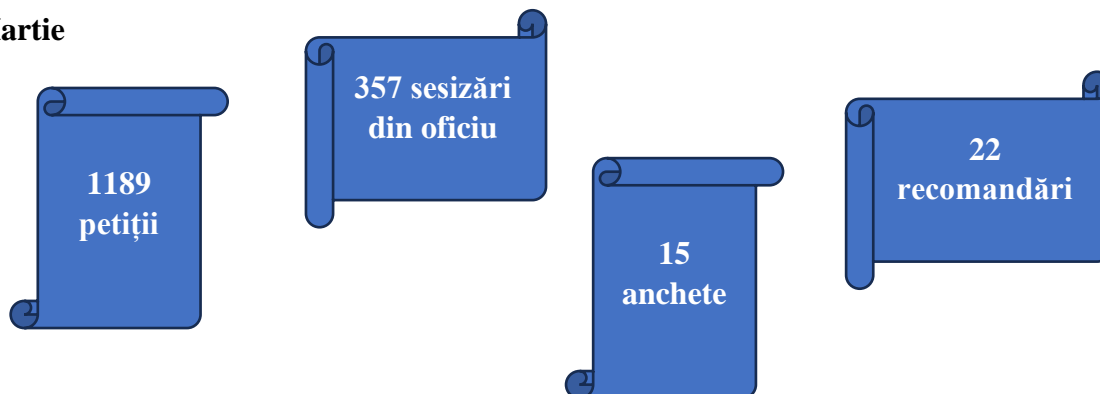 artie
357 sesizări
din oficiu
1189
petiții
15
anchete
22
recomandări